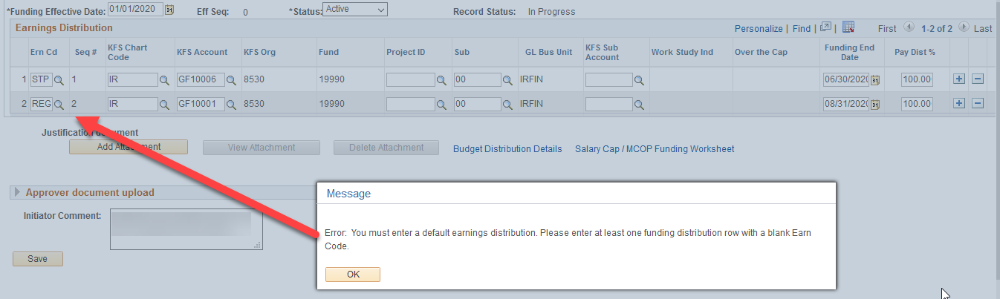 *Funding Effective Date: 01/01/2020 Eff Seq: 0 *Status: Active Record Status: In Progress
Earnings Distribution Personalize | Find | First 1-2 of 2 Last
Ern Cd Seq # KFS Chart Code KFS Account KFS Org Fund Project ID Sub GL Bus Unit KFS Sub Account Work Study Ind Over the Cap Funding End Date Pay Dist %
1 STP 1 IR GF10006 8530 19990 00 IRFIN 06/30/2020 100.00
2 REG 2 IR GF10001 8530 19990 00 IRFIN 08/31/2020 100.00
Justification document
Add Attachment View Attachment Delete Attachment Budget Distribution Details Salary Cap / MCOP Funding Worksheet
Approver document upload
Initiator Comment:
Save
Message
Error: You must enter a default earnings distribution. Please enter at least one funding distribution row with a blank Earn
Code.
OK